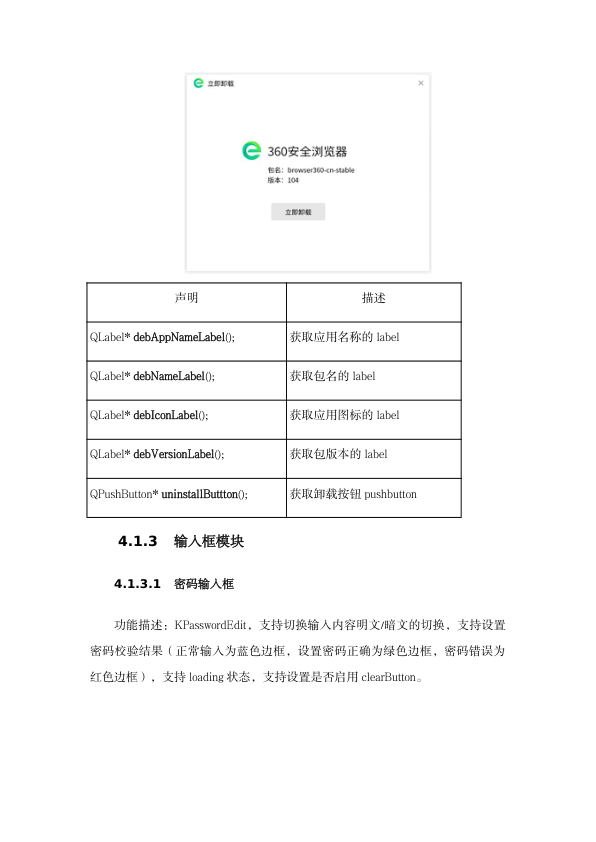 立即卸载
360安全浏览器
包名：browser360-cn-stable
版本：104
立即卸载
声明 描述
QLabel* debAppNameLabel(); 获取应用名称的 label
QLabel* debNameLabel(); 获取包名的 label
QLabel* debIconLabel(); 获取应用图标的 label
QLabel* debVersionLabel(); 获取包版本的 label
QPushButton* uninstallButtton(); 获取卸载按钮 pushbutton
4.1.3 输入框模块
4.1.3.1 密码输入框
功能描述：KPasswordEdit，支持切换输入内容明文/暗文的切换，支持设置
密码校验结果（正常输入为蓝色边框，设置密码正确为绿色边框，密码错误为
红色边框），支持 loading 状态，支持设置是否启用 clearButton。